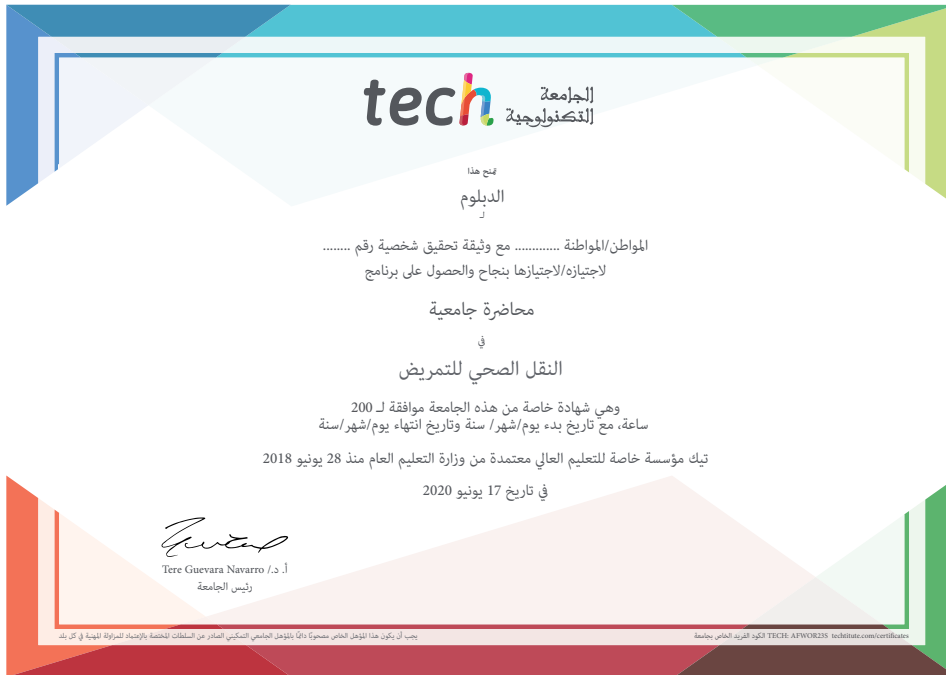 tech الجامعة
التكنولوجية
يمنح هذا
الدبلوم
لـ
المواطن/المواطنة ............ مع وثيقة تحقيق شخصية رقم ........
لاجتيازه/لاجتيازها بنجاح والحصول على برنامج
محاضرة جامعية
في
النقل الصحي للتمريض
وهي شهادة خاصة من هذه الجامعة موافقة لـ 200
ساعة، مع تاريخ بدء يوم/شهر/ سنة وتاريخ انتهاء يوم/شهر/سنة
تيك مؤسسة خاصة للتعليم العالي معتمدة من وزارة التعليم العام منذ 28 يونيو 2018
في تاريخ 17 يونيو 2020
أ. د./ Tere Guevara Navarro
رئيس الجامعة
يجب أن يكون هذا المؤهل الخاص مصحوبًا دائمًا بالمؤهل الجامعي التمكيني الصادر عن السلطات المختصة بالإعتماد للمزاولة المهنية في كل بلد
الكود الفريد الخاص بجامعة TECH: AFWOR23S techtitute.com/certificates